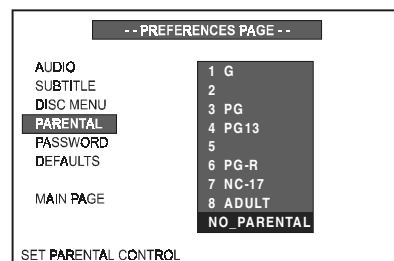 -- PREFERENCES PAGE --
AUDIO
SUBTITLE
DISC MENU
PARENTAL
PASSWORD
DEFAULTS
MAIN PAGE
1 G
2
3 PG
4 PG13
5
6 PG-R
7 NC-17
8 ADULT
NO_PARENTAL
SET PARENTAL CONTROL